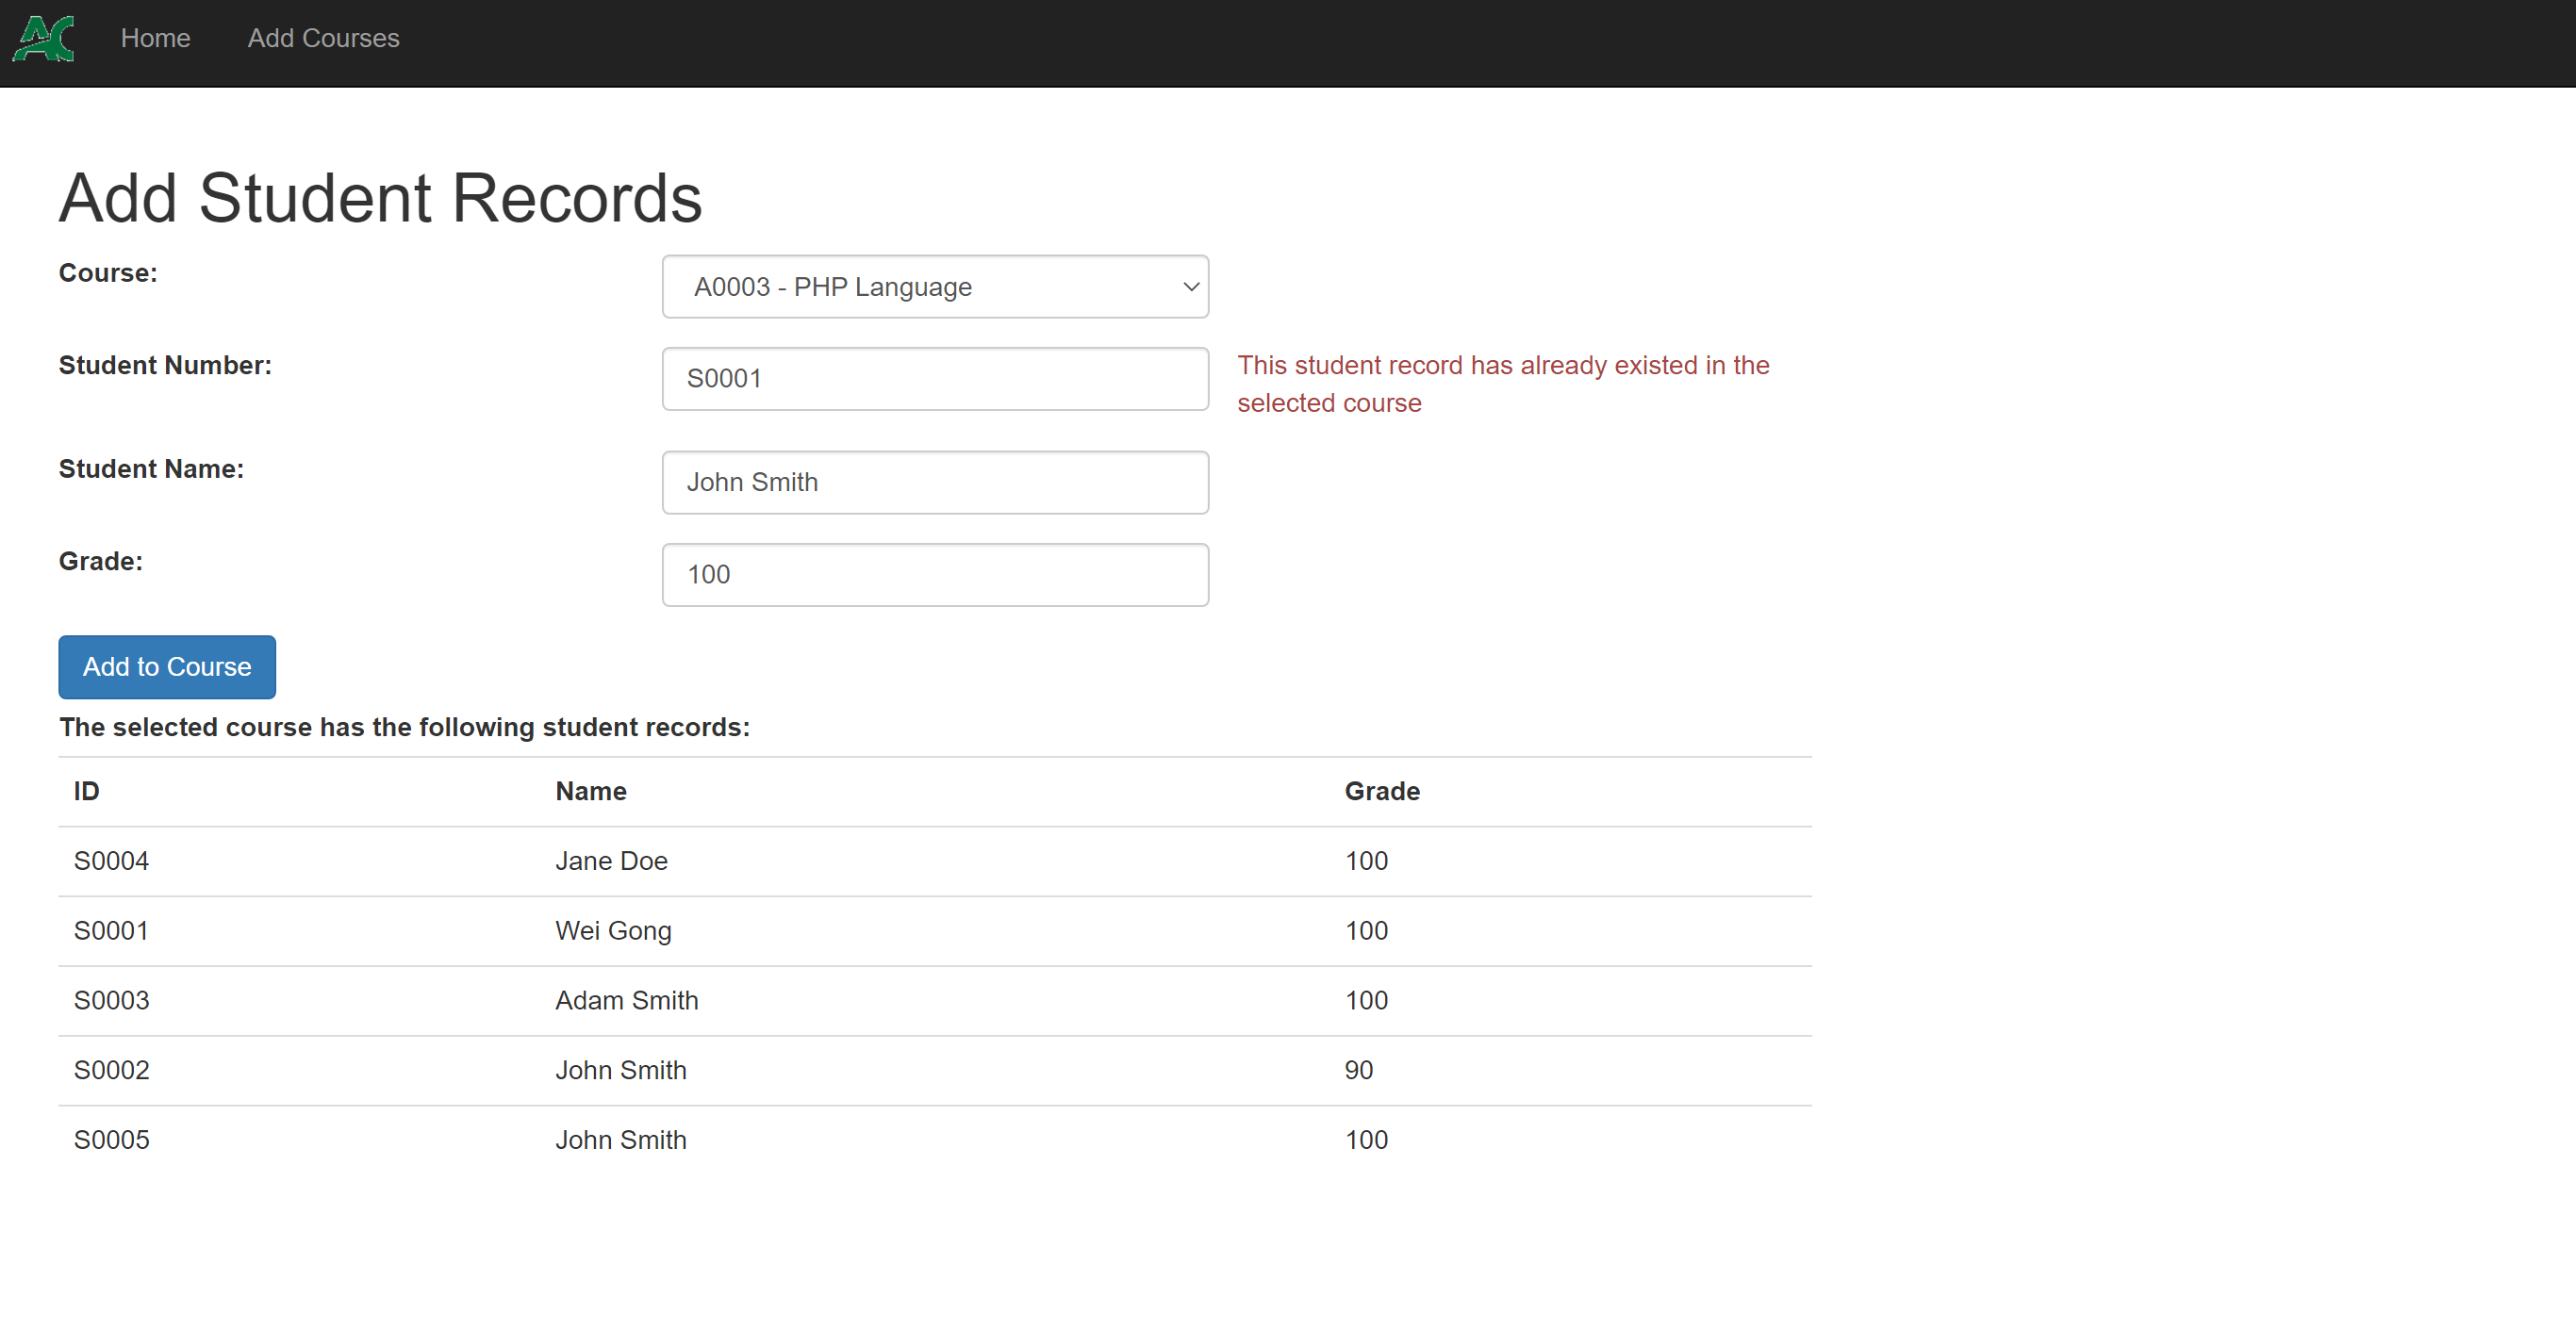 AC Home Add Courses
Add Student Records
Course: A0003 - PHP Language
Student Number: S0001 This student record has already existed in the
selected course
Student Name: John Smith
Grade: 100
Add to Course
The selected course has the following student records:
ID Name Grade
S0004 Jane Doe 100
S0001 Wei Gong 100
S0003 Adam Smith 100
S0002 John Smith 90
S0005 John Smith 100